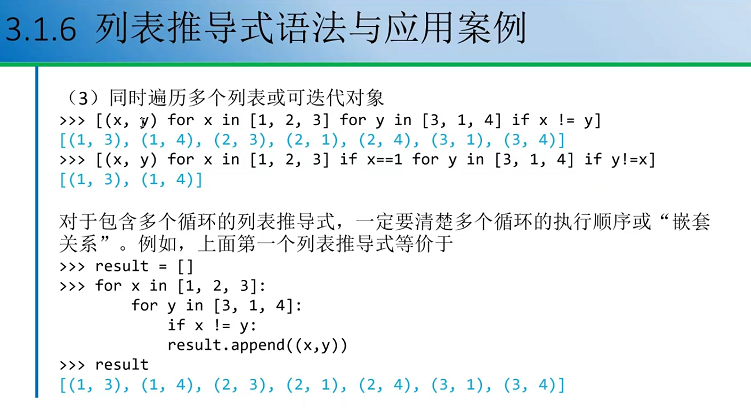 3.1.6 列表推导式语法与应用案例
（3）同时遍历多个列表或可迭代对象
>>> [(x, y) for x in [1, 2, 3] for y in [3, 1, 4] if x != y]
[(1, 3), (1, 4), (2, 3), (2, 1), (2, 4), (3, 1), (3, 4)]
>>> [(x, y) for x in [1, 2, 3] if x==1 for y in [3, 1, 4] if y!=x]
[(1, 3), (1, 4)]
对于包含多个循环的列表推导式，一定要清楚多个循环的执行顺序或“嵌套
关系”。例如，上面第一个列表推导式等价于
>>> result = []
>>> for x in [1, 2, 3]:
        for y in [3, 1, 4]:
            if x != y:
            result.append((x,y))
>>> result
[(1, 3), (1, 4), (2, 3), (2, 1), (2, 4), (3, 1), (3, 4)]